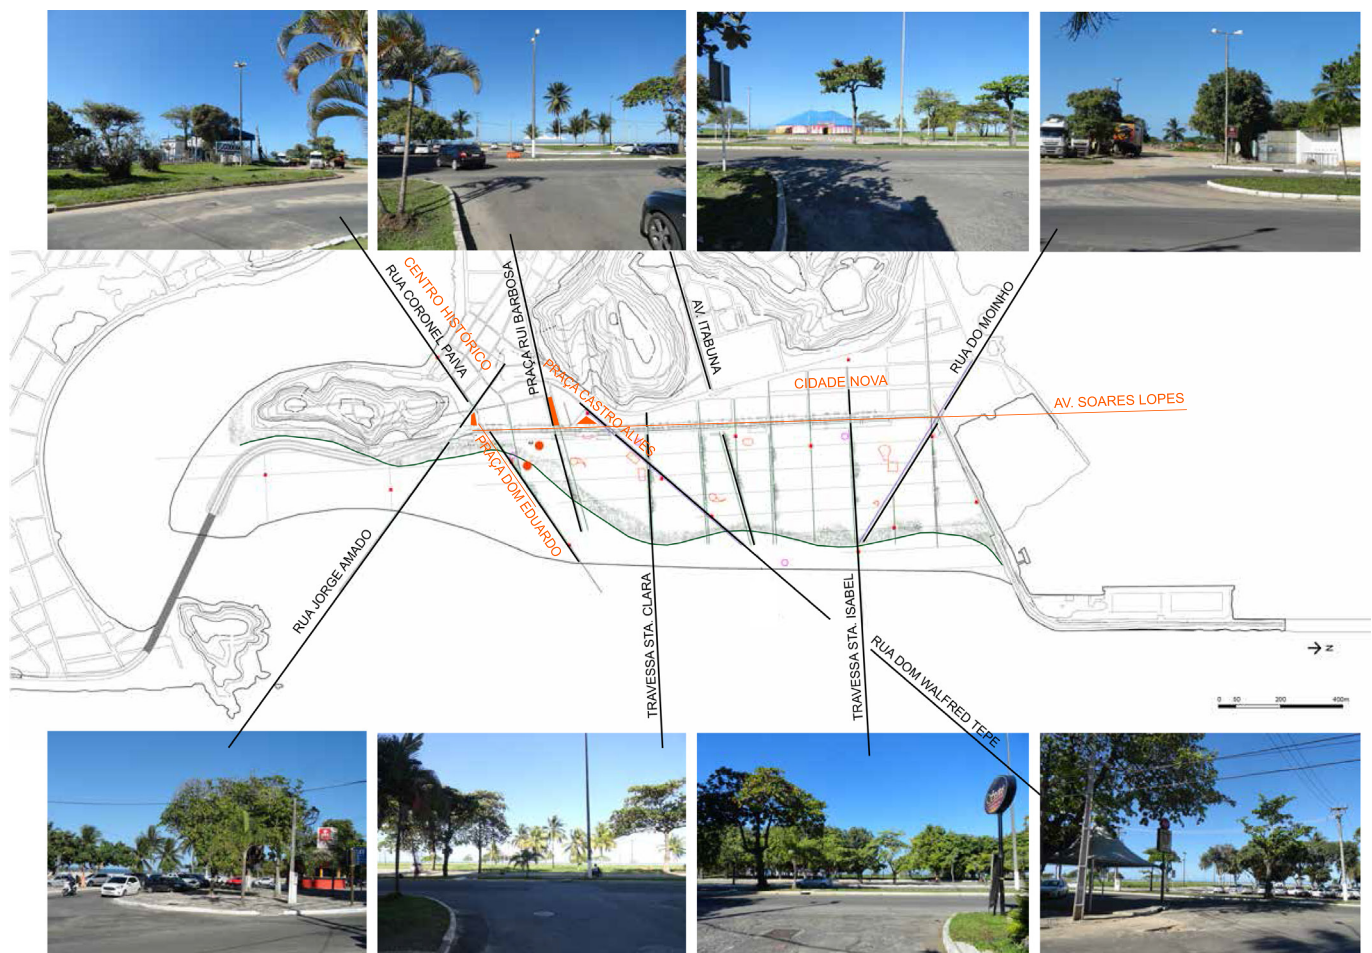 RUA CORONEL PAIVA
CENTRO HISTÓRICO
PRAÇA RUI BARBOSA
PRAÇA CASTRO ALVES
AV. ITABUNA
CIDADE NOVA
RUA DO MOINHO
AV. SOARES LOPES
PRAÇA DOM EDUARDO
RUA JORGE AMADO
TRAVESSA STA. CLARA
TRAVESSA STA. ISABEL
RUA DOM WALFRED TEPE
N
0 50 200 400m